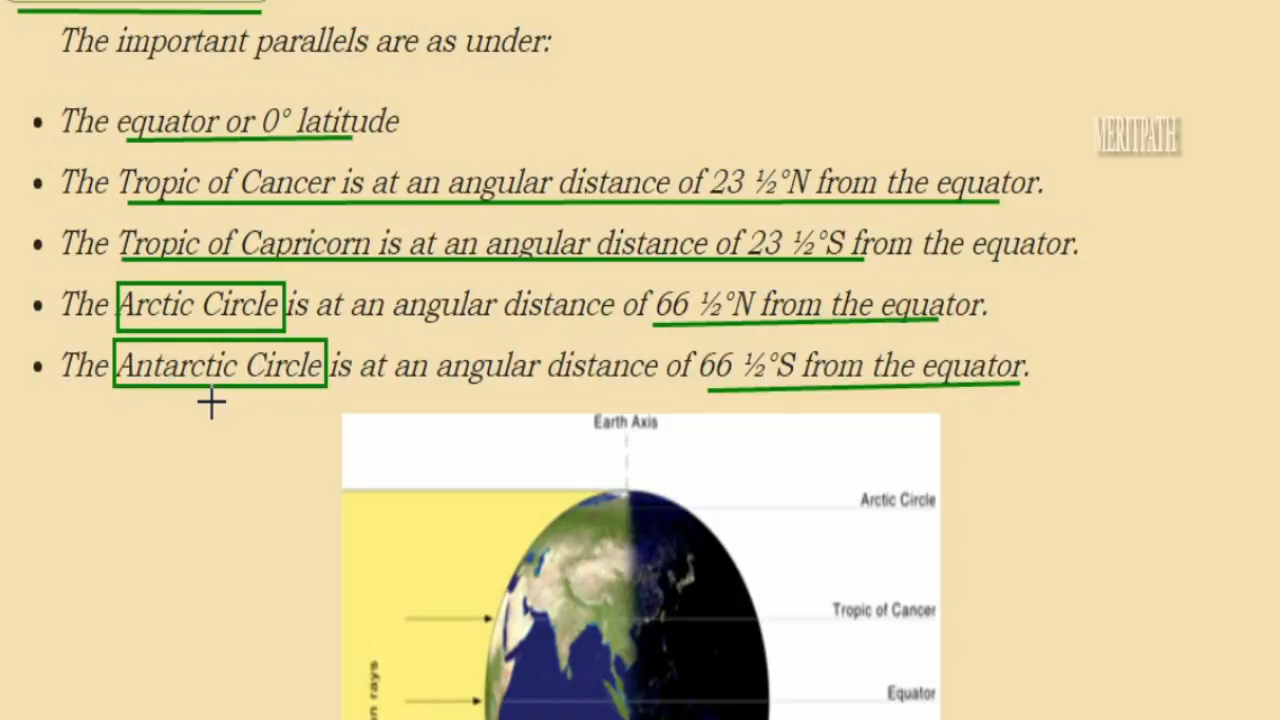 The important parallels are as under:
• The equator or 0° latitude
• The Tropic of Cancer is at an angular distance of 23 ½°N from the equator.
• The Tropic of Capricorn is at an angular distance of 23 ½°S from the equator.
• The Arctic Circle is at an angular distance of 66 ½°N from the equator.
• The Antarctic Circle is at an angular distance of 66 ½°S from the equator.
MERITPATH
Earth Axis
Arctic Circle
Tropic of Cancer
Equator
rays